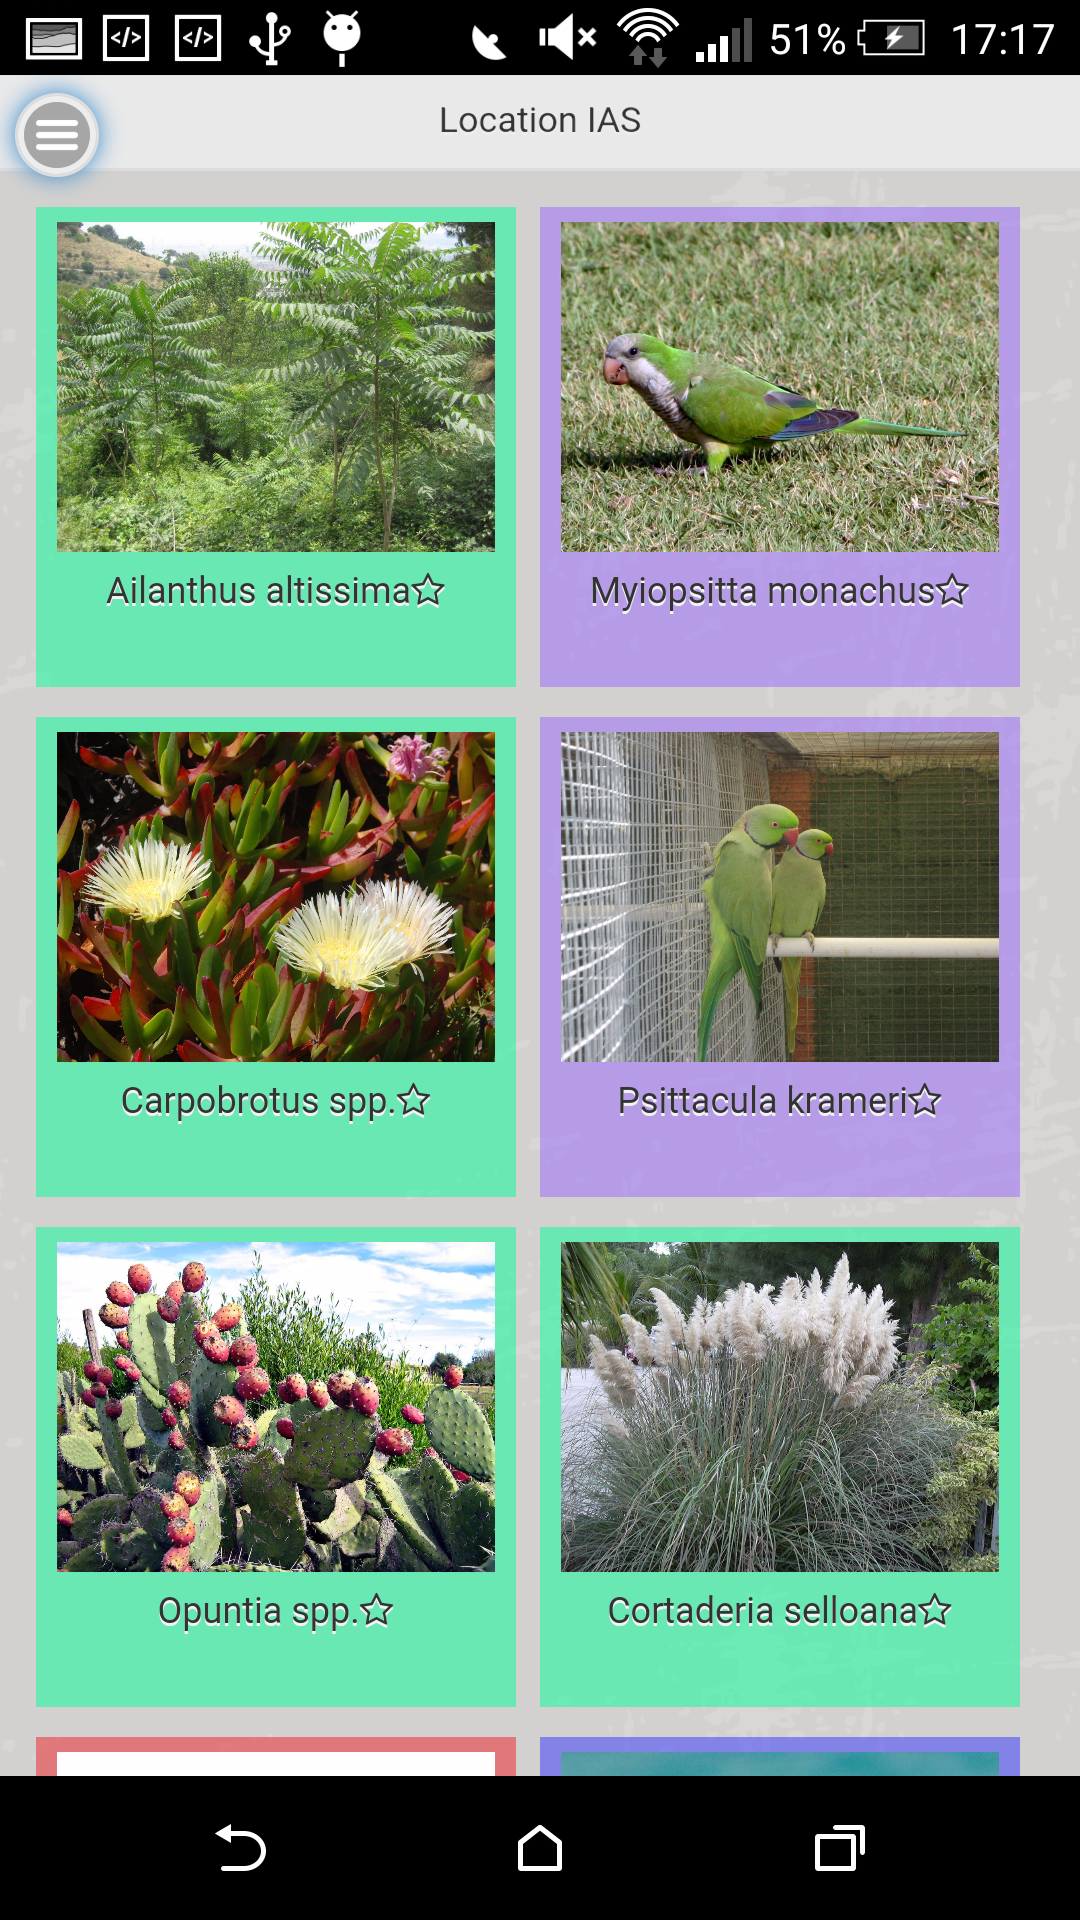 51% 17:17
Location IAS
Ailanthus altissima
Myiopsitta monachus
Carpobrotus spp.
Psittacula krameri
Opuntia spp.
Cortaderia selloana